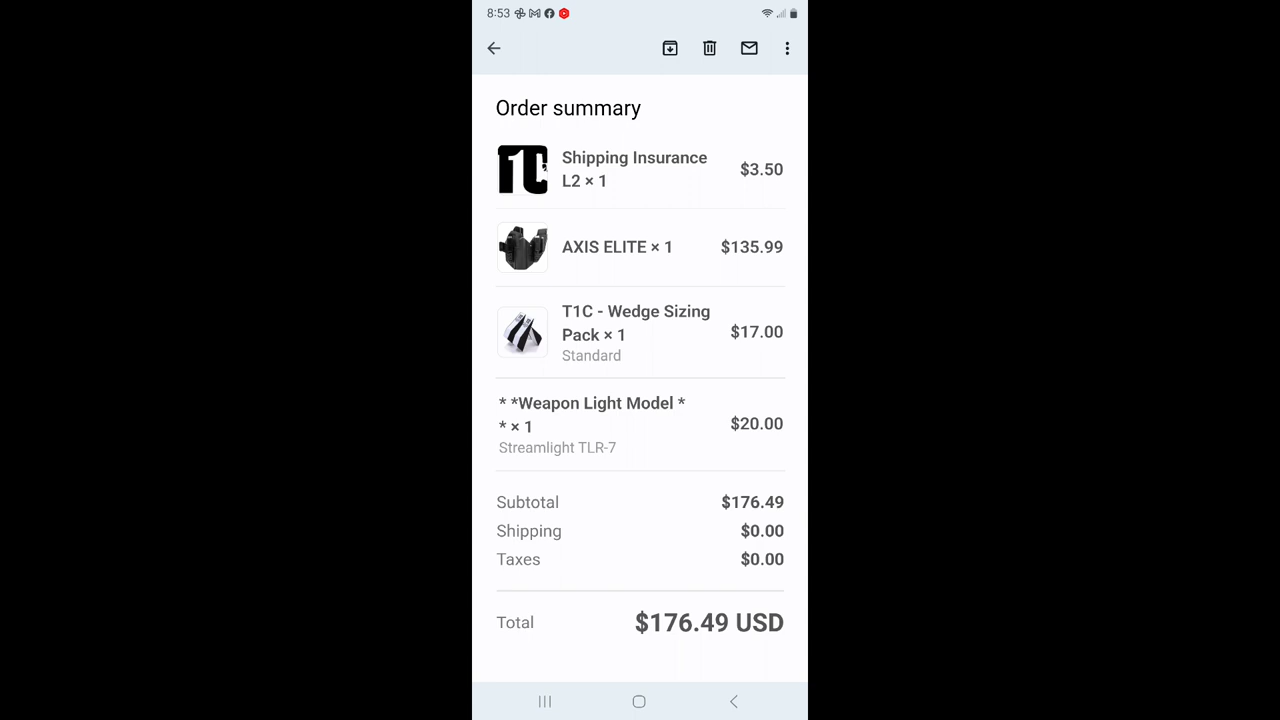 8:53
Order summary
1C
Shipping Insurance
L2 × 1
$3.50
AXIS ELITE × 1
$135.99
T1C - Wedge Sizing
Pack × 1
Standard
$17.00
* *Weapon Light Model *
* × 1
Streamlight TLR-7
$20.00
Subtotal $176.49
Shipping $0.00
Taxes $0.00
Total $176.49 USD